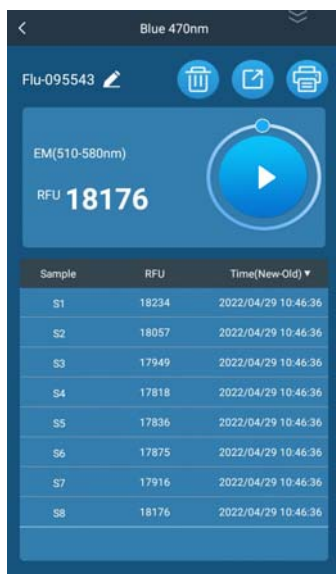 Blue 470nm
Flu-095543
EM(510-580nm)
RFU 18176
Sample RFU Time(New-Old) ▼
S1 18234 2022/04/29 10:46:36
S2 18057 2022/04/29 10:46:36
S3 17949 2022/04/29 10:46:36
S4 17818 2022/04/29 10:46:36
S5 17836 2022/04/29 10:46:36
S6 17875 2022/04/29 10:46:36
S7 17916 2022/04/29 10:46:36
S8 18176 2022/04/29 10:46:36